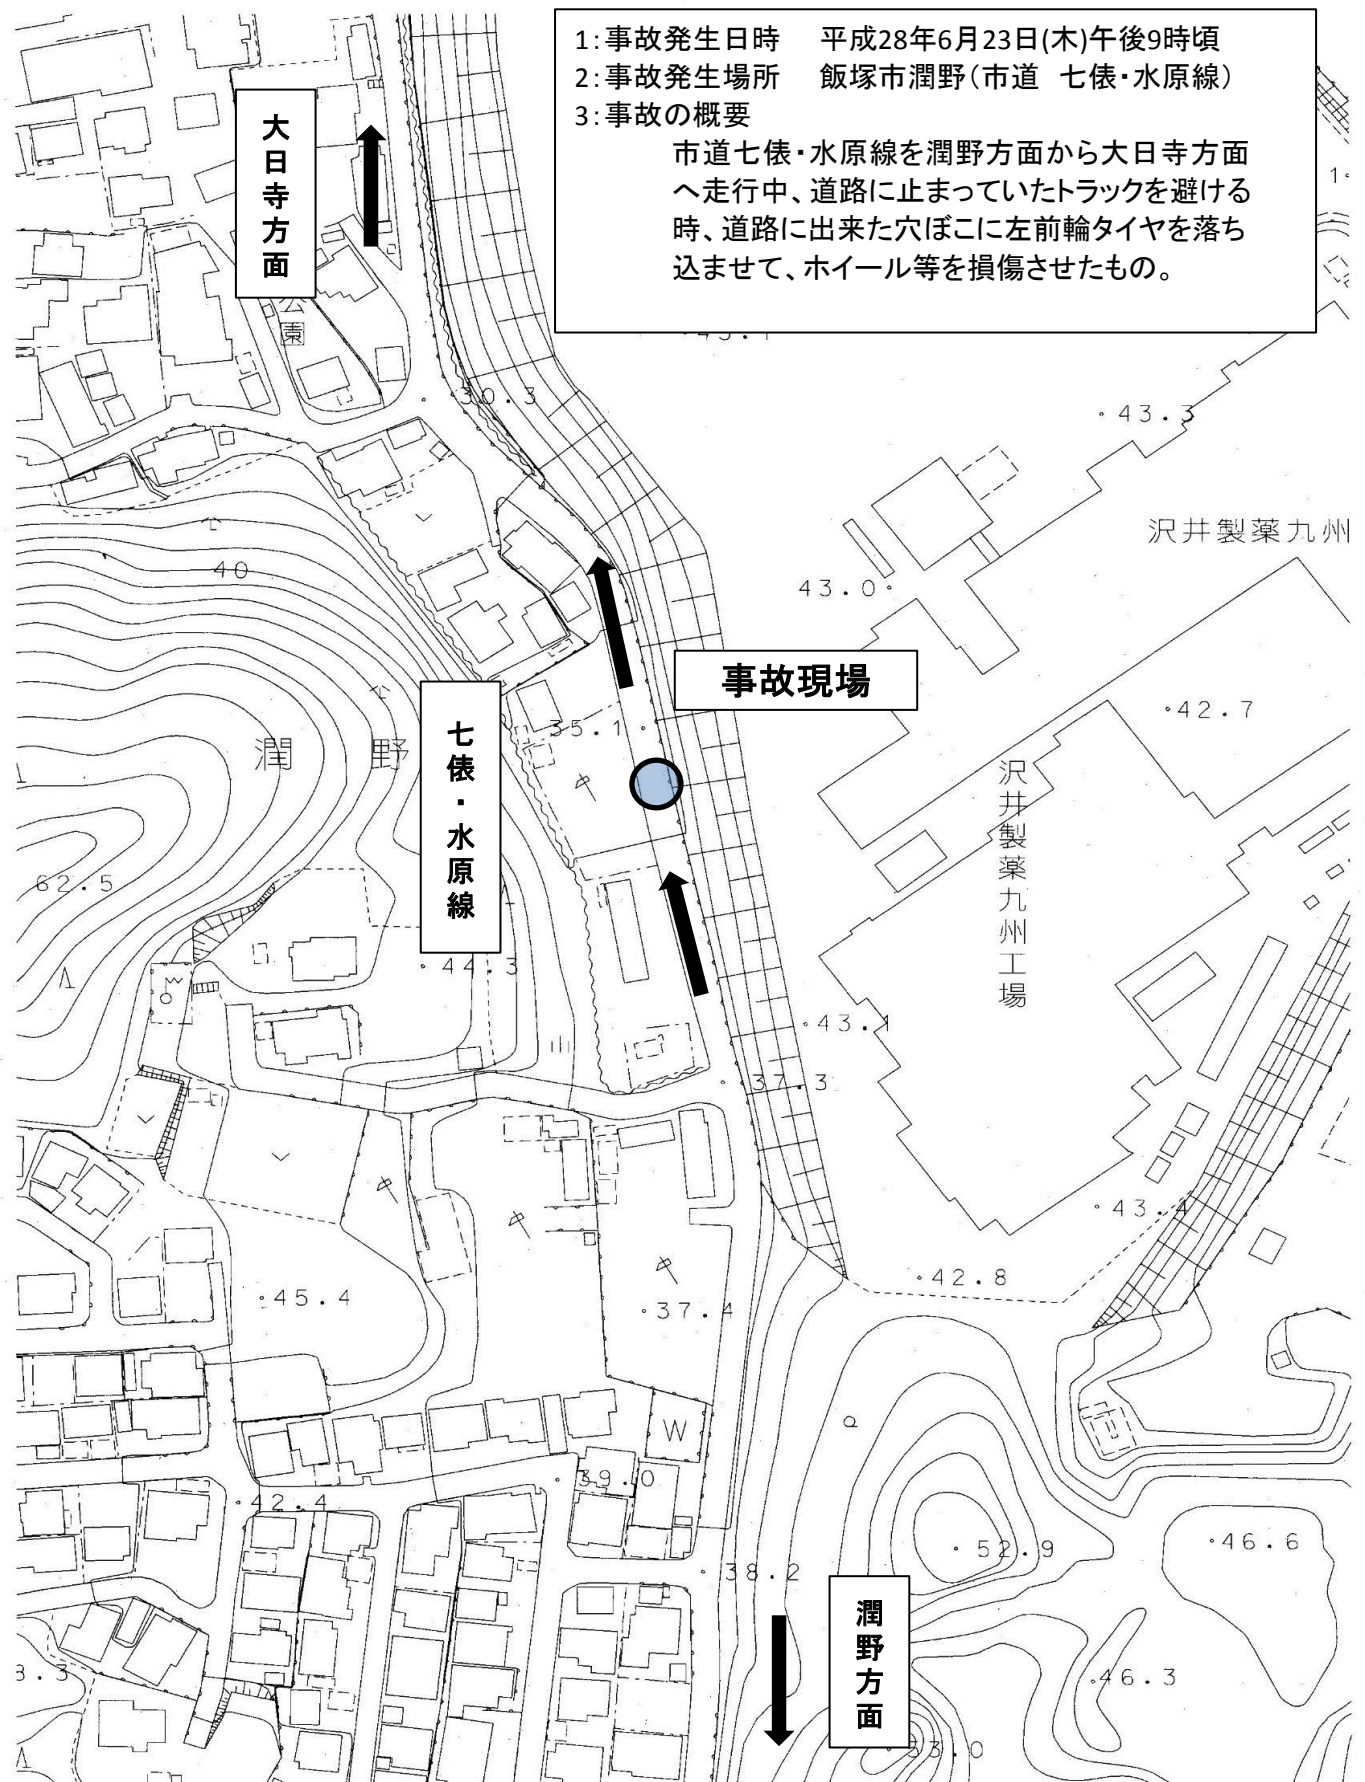 1：事故発生日時　平成28年6月23日(木)午後9時頃
2：事故発生場所　飯塚市潤野（市道　七俵・水原線）
3：事故の概要
市道七俵・水原線を潤野方面から大日寺方面
へ走行中、道路に止まっていたトラックを避ける
時、道路に出来た穴ぼこに左前輪タイヤを落ち
込ませて、ホイール等を損傷させたもの。
大日寺方面
公園
30.3
43.3
沢井製薬九州
40
43.0
事故現場
42.7
35.1
潤野
七俵・水原線
沢井製薬九州工場
62.5
44.3
43.1
37.3
43.4
42.8
45.4
37.4
W
39.0
42.4
52.9
46.6
38.2
潤野方面
46.3
53.0